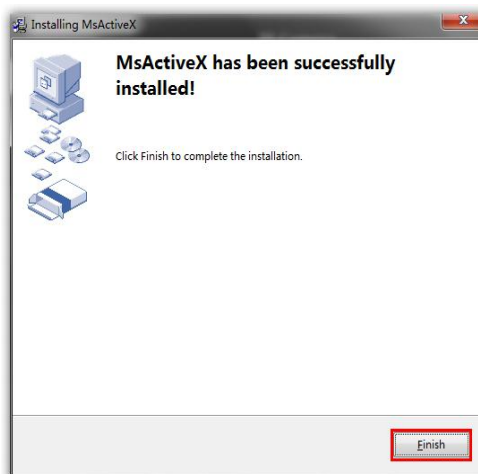 Installing MsActiveX
MsActiveX has been successfully
installed!
Click Finish to complete the installation.
Finish